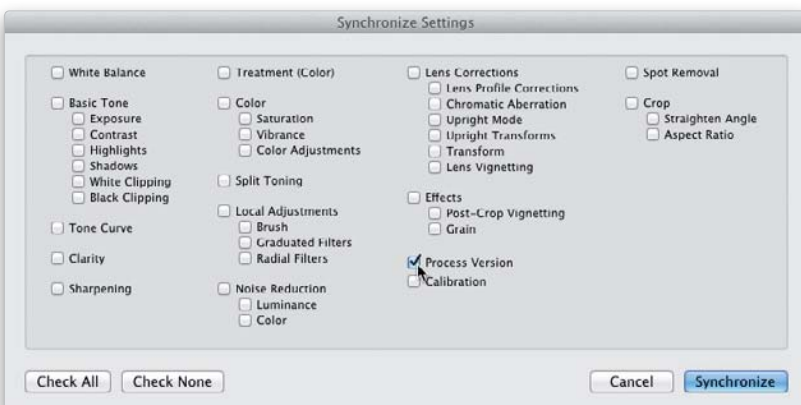 Synchronize Settings
White Balance
Basic Tone
Exposure
Contrast
Highlights
Shadows
White Clipping
Black Clipping
Tone Curve
Clarity
Sharpening
Treatment (Color)
Color
Saturation
Vibrance
Color Adjustments
Split Toning
Local Adjustments
Brush
Graduated Filters
Radial Filters
Noise Reduction
Luminance
Color
Lens Corrections
Lens Profile Corrections
Chromatic Aberration
Upright Mode
Upright Transforms
Transform
Lens Vignetting
Effects
Post-Crop Vignetting
Grain
Process Version
Calibration
Spot Removal
Crop
Straighten Angle
Aspect Ratio
Check All
Check None
Cancel
Synchronize